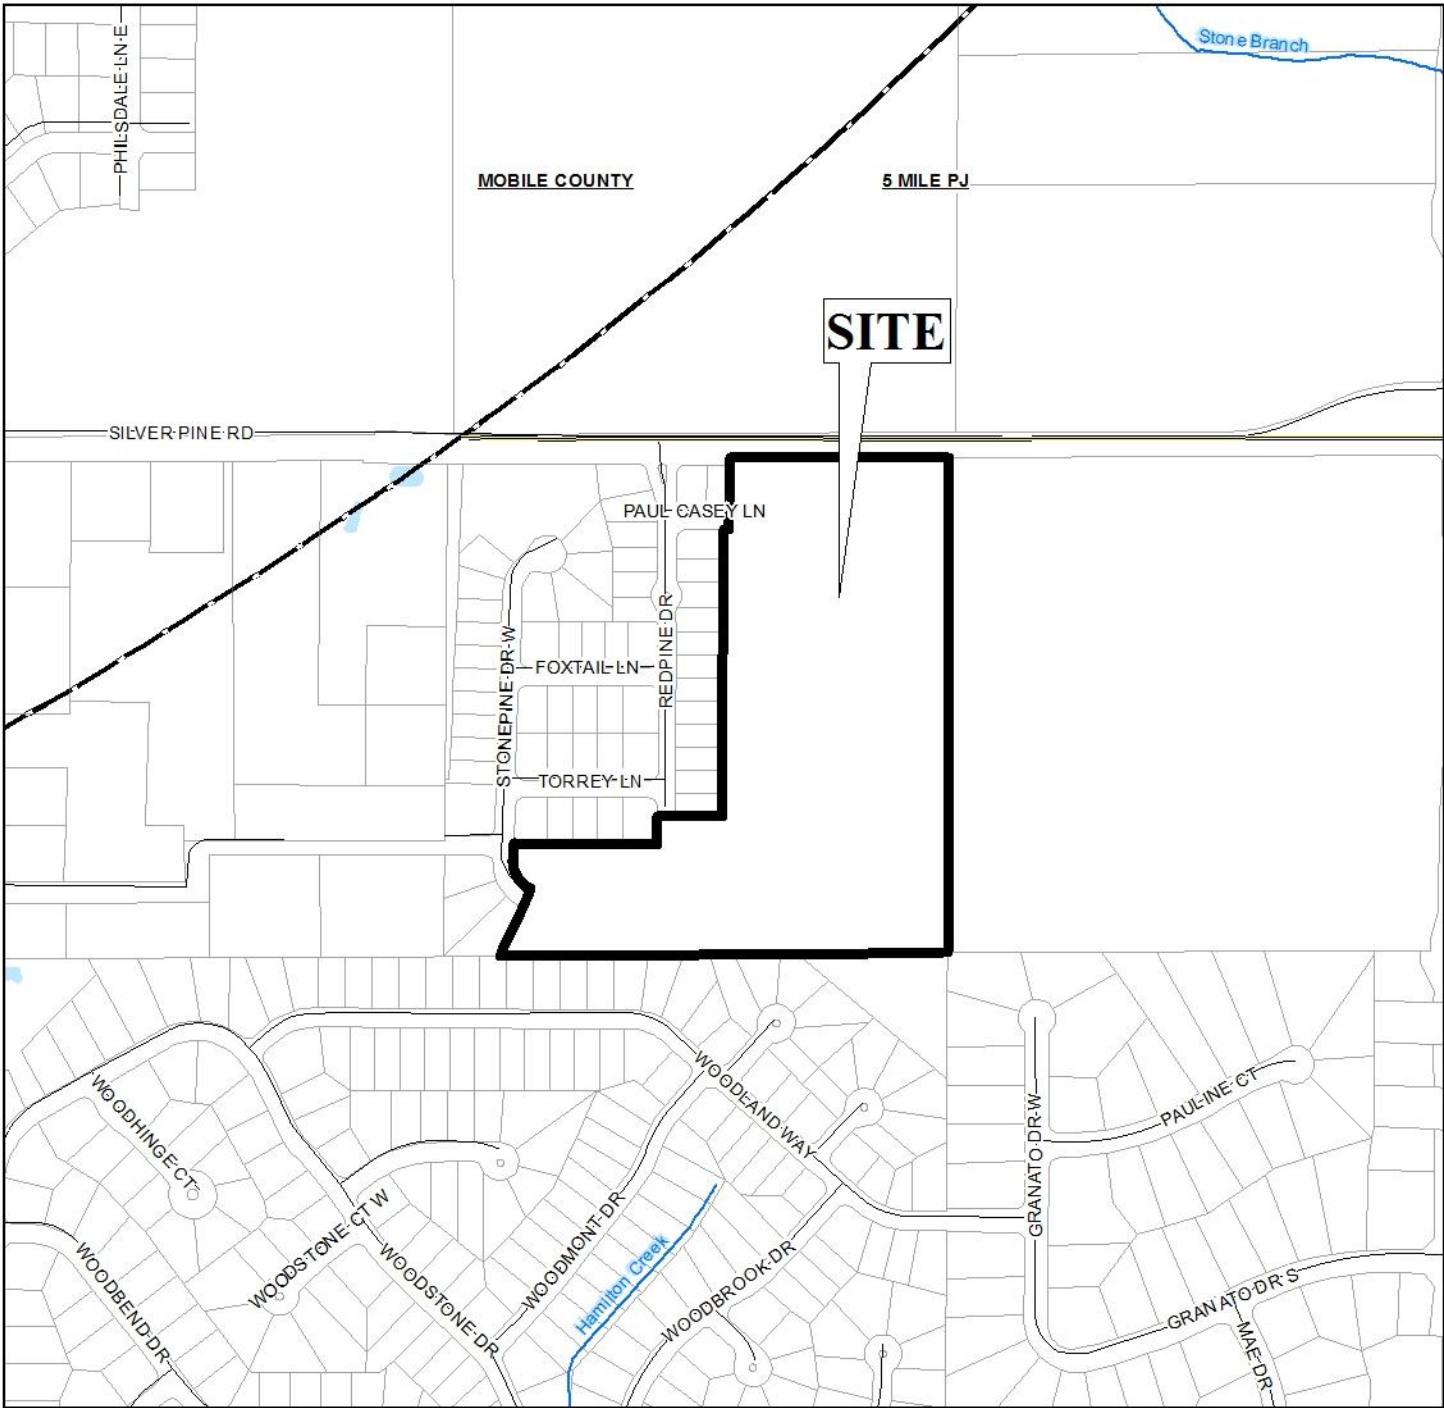 Stone Branch
PHILSDALE LN E
MOBILE COUNTY
5 MILE PJ
SITE
SILVER PINE RD
PAUL CASEY LN
REDPINE DR
STONEPINE DR W
FOXTAIL LN
TORREY LN
WOODLAND WAY
WOODHINGE CT
PAULINE CT
GRANATO DR W
WOODSTONE CT W
WOODMONT DR
Hamilton Creek
WOODBROOK DR
WOODBEND DR
WOODSTONE DR
GRANATO DR S
MAE DR